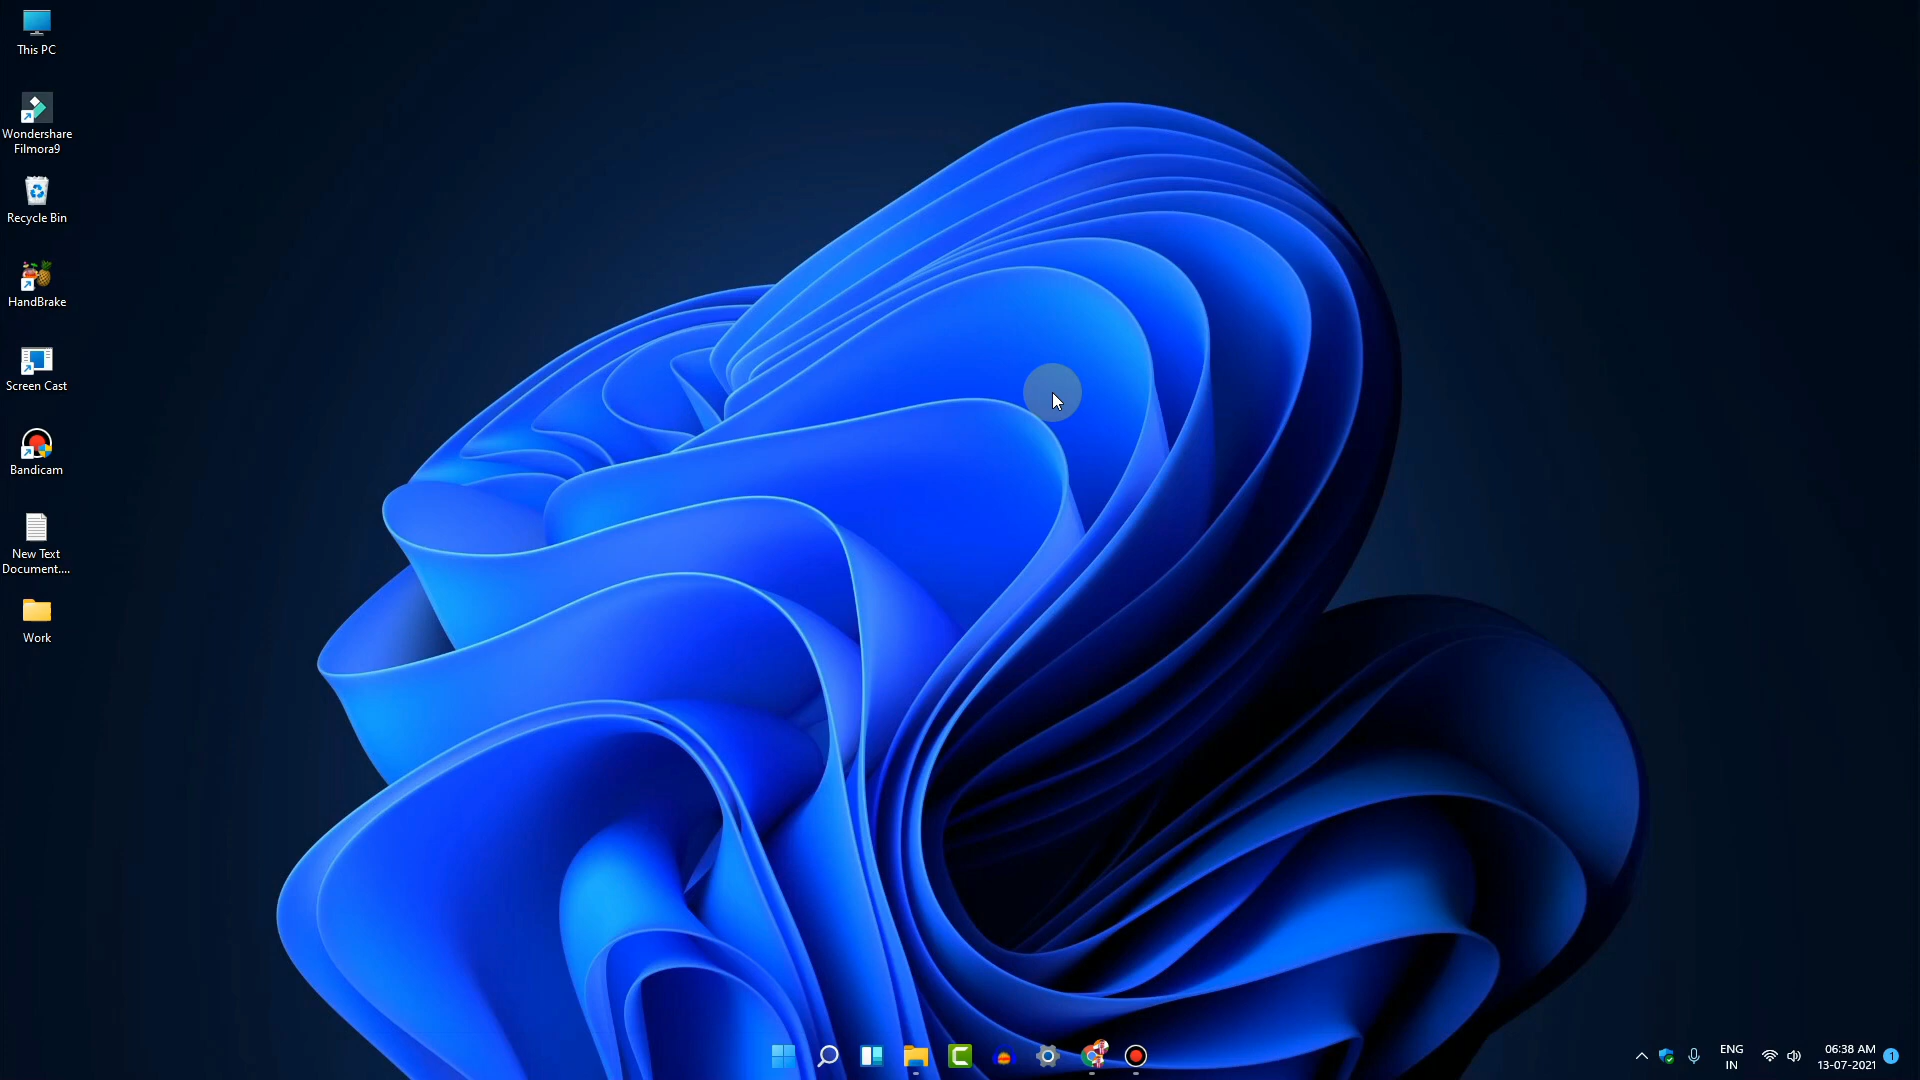 This PC
Wondershare
Filmora9
Recycle Bin
HandBrake
Screen Cast
Bandicam
New Text
Document....
Work
ENG
IN
06:38 AM
13-07-2021
1